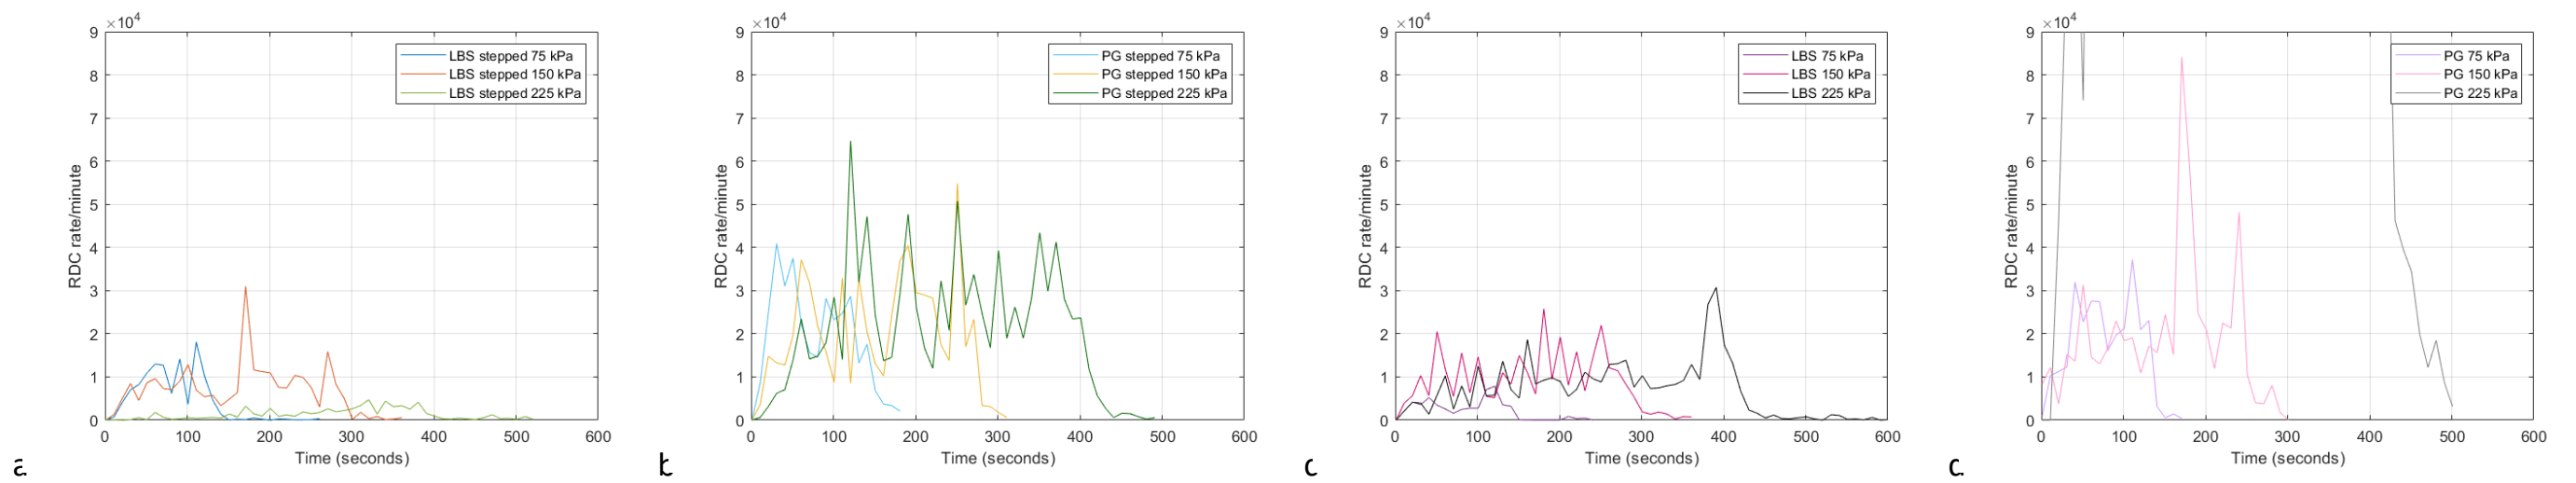 ×10⁴
9
8
7
6
5
4
3
2
1
0
RDC rate/minute
LBS stepped 75 kPa
LBS stepped 150 kPa
LBS stepped 225 kPa
0 100 200 300 400 500 600
Time (seconds)
a
×10⁴
9
8
7
6
5
4
3
2
1
0
RDC rate/minute
PG stepped 75 kPa
PG stepped 150 kPa
PG stepped 225 kPa
0 100 200 300 400 500 600
Time (seconds)
×10⁴
9
8
7
6
5
4
3
2
1
0
RDC rate/minute
LBS 75 kPa
LBS 150 kPa
LBS 225 kPa
0 100 200 300 400 500 600
Time (seconds)
×10⁴
9
8
7
6
5
4
3
2
1
0
RDC rate/minute
PG 75 kPa
PG 150 kPa
PG 225 kPa
0 100 200 300 400 500 600
Time (seconds)